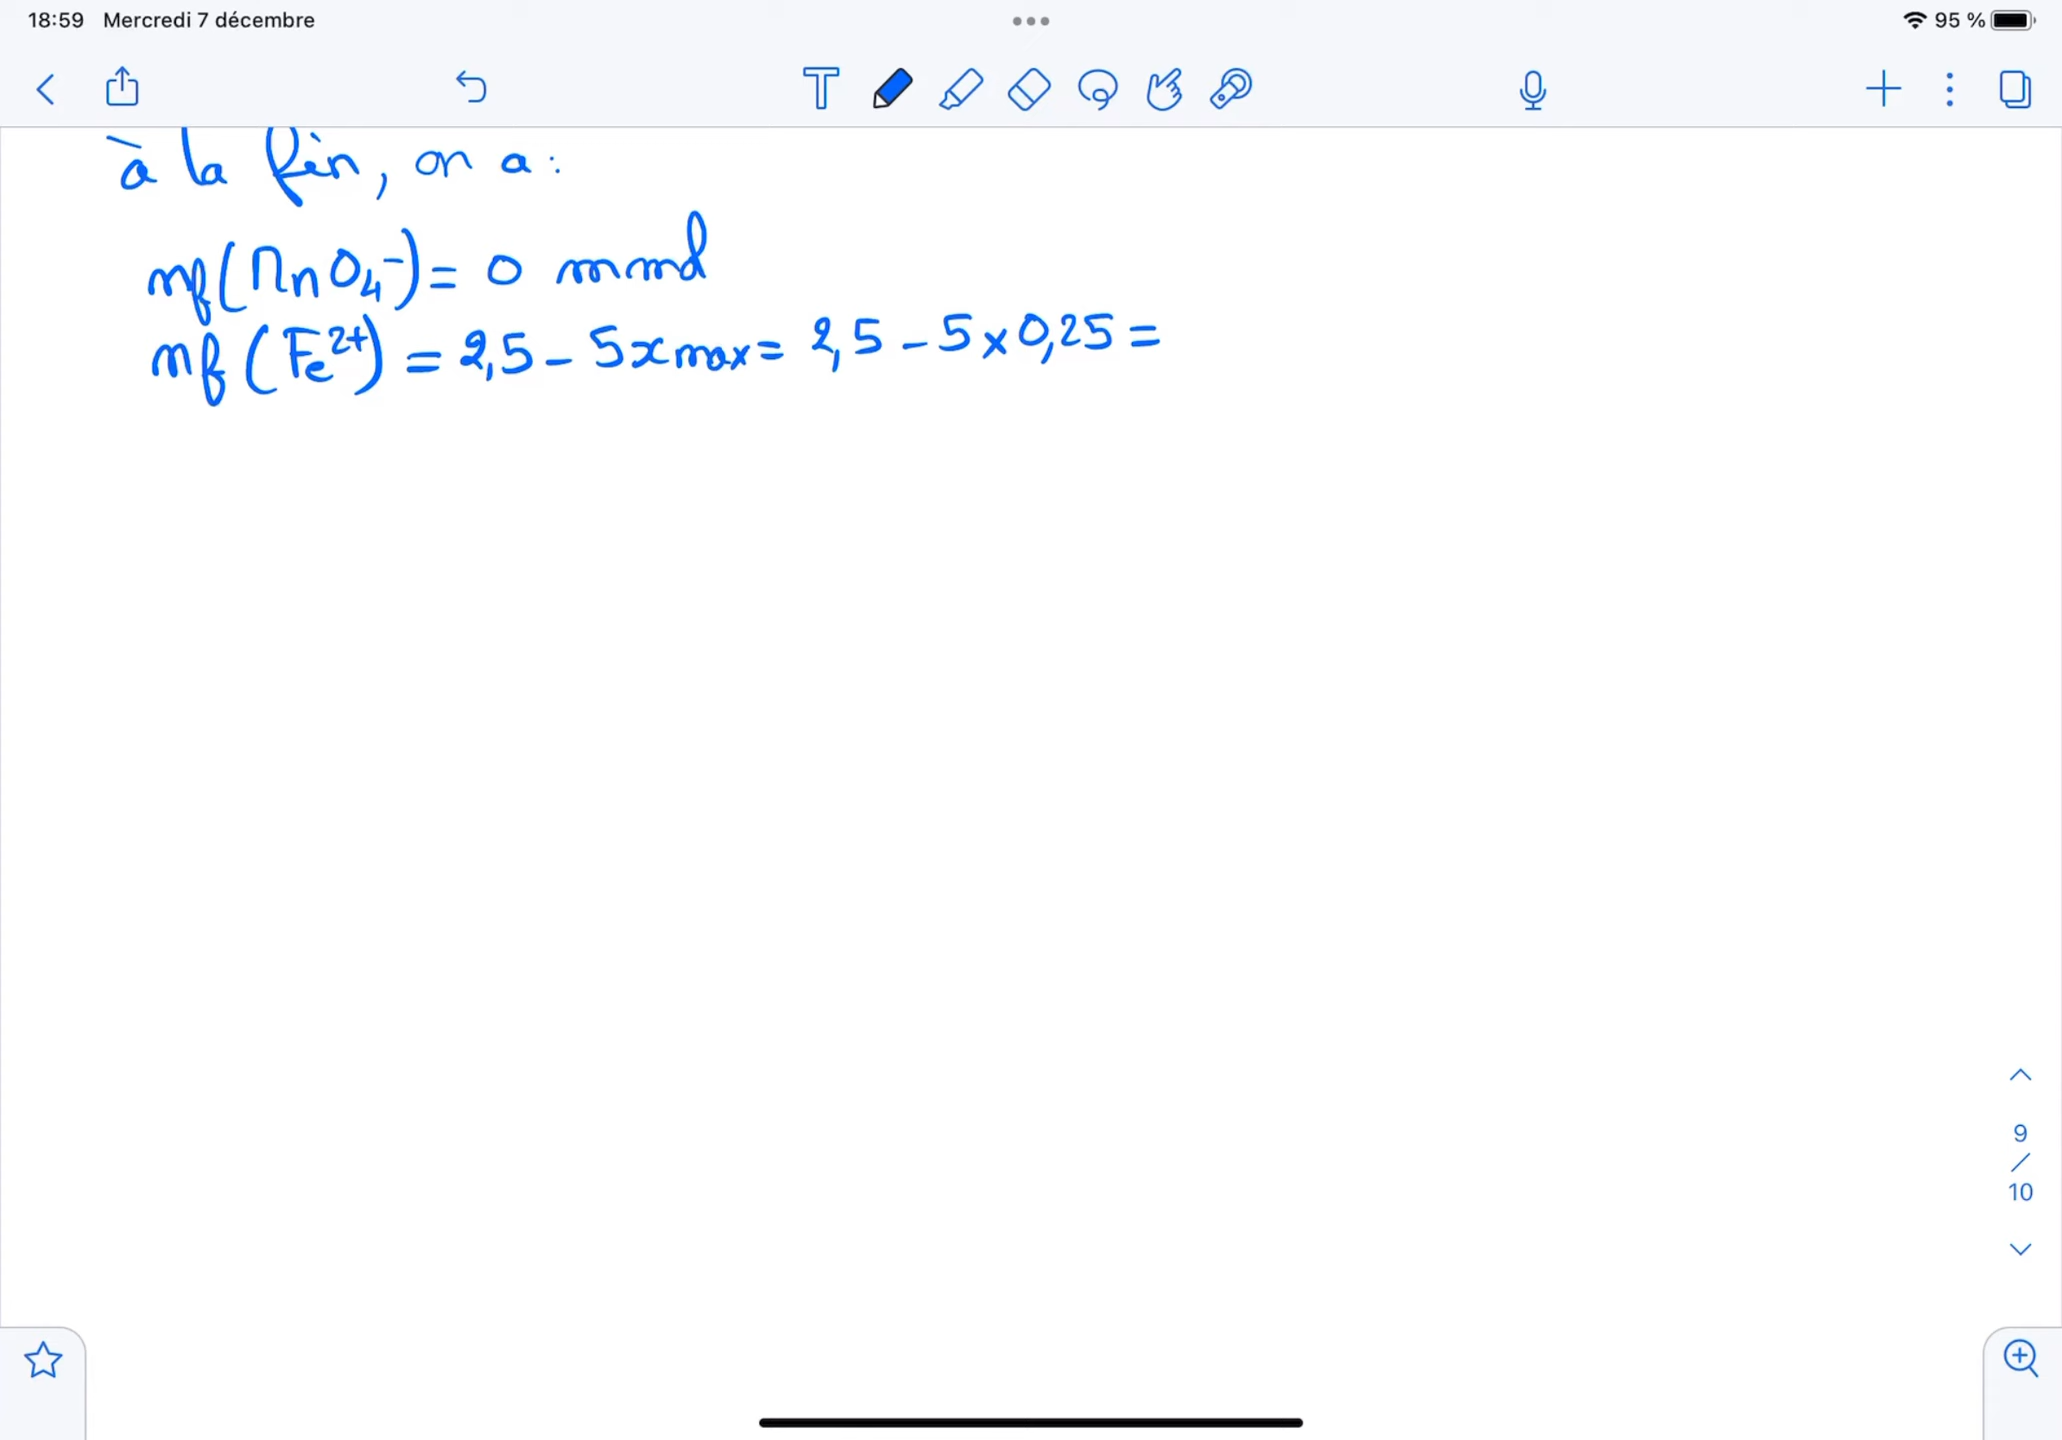 18:59 Mercredi 7 décembre 95 %
à la fin, on a :
nf(MnO₄⁻) = 0 mmol
nf(Fe²⁺) = 2,5 - 5xmax = 2,5 - 5 x 0,25 =
9
/
10